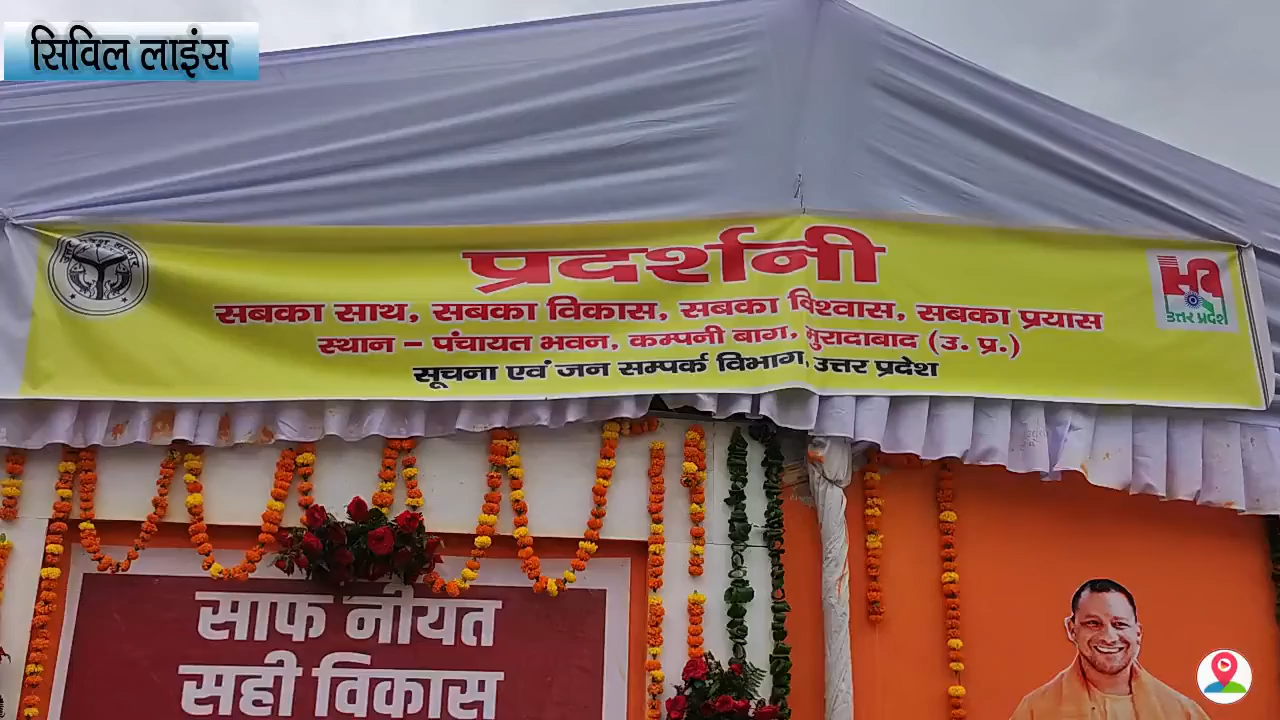 सिविल लाइंस
प्रदर्शनी
सबका साथ, सबका विकास, सबका विश्वास, सबका प्रयास
स्थान – पंचायत भवन, कम्पनी बाग, मुरादाबाद (उ. प्र.)
सूचना एवं जन सम्पर्क विभाग, उत्तर प्रदेश
उत्तर प्रदेश
साफ नीयत
सही विकास